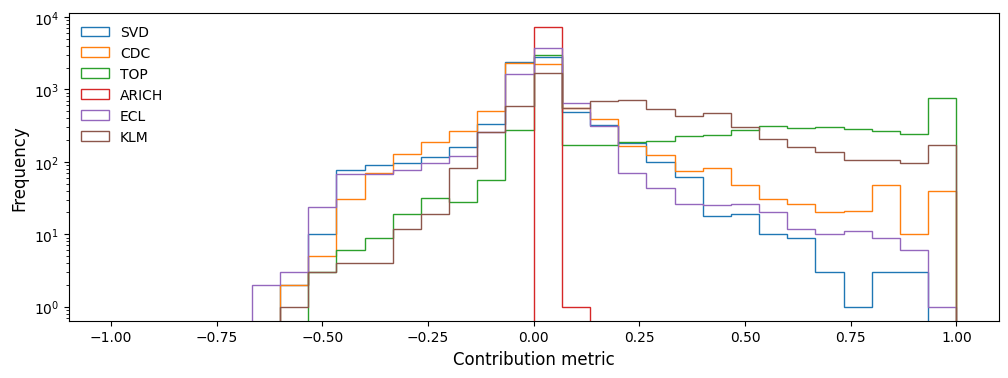 Frequency
10⁴
10³
10²
10¹
10⁰
SVD
CDC
TOP
ARICH
ECL
KLM
−1.00 −0.75 −0.50 −0.25 0.00 0.25 0.50 0.75 1.00
Contribution metric